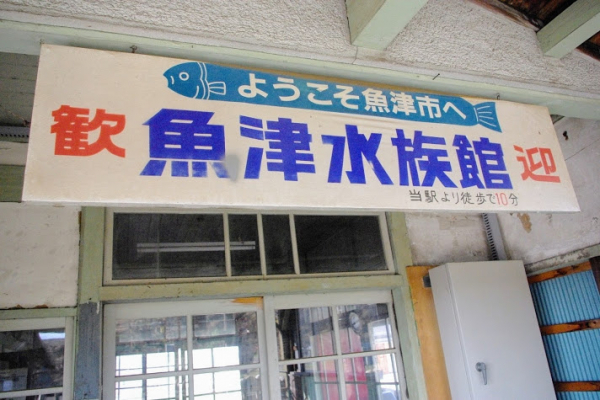 ようこそ魚津市へ
歓 魚津水族館 迎
当駅より徒歩で10分